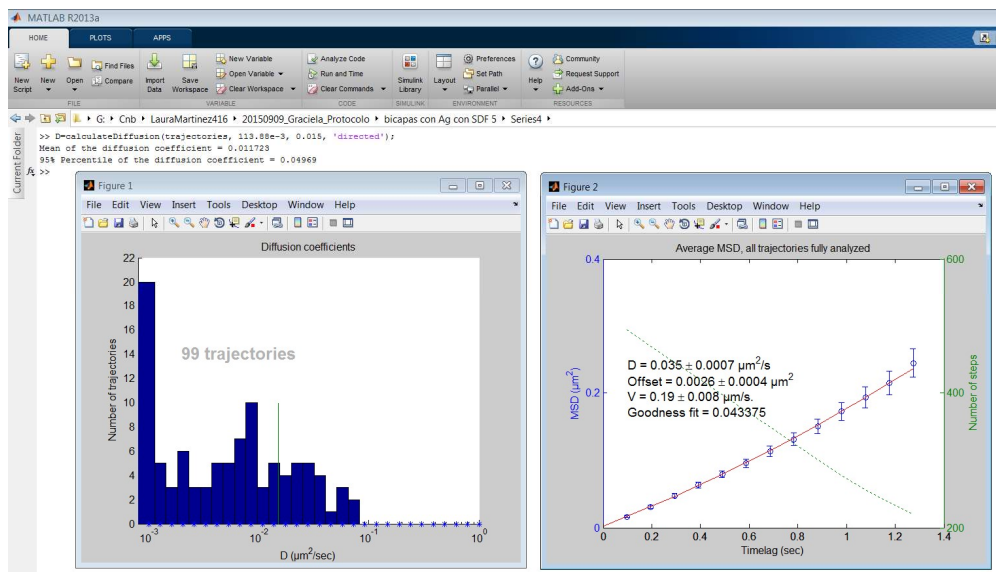 MATLAB R2013a
HOME PLOTS APPS
New Script
New
Open
Find Files
Compare
Import Data
Save Workspace
New Variable
Open Variable
Clear Workspace
Analyze Code
Run and Time
Clear Commands
Simulink Library
Layout
Preferences
Set Path
Parallel
Help
Community
Request Support
Add-Ons
FILE VARIABLE CODE SIMULINK ENVIRONMENT RESOURCES
G: Cnb LauraMartinez416 20150909_Graciela_Protocolo bicapas con Ag con SDF 5 Series4
Current Folder
>> D=calculateDiffusion(trajectories, 113.88e-3, 0.015, 'directed');
Mean of the diffusion coefficient = 0.011723
95% Percentile of the diffusion coefficient = 0.04969
fx >>
Figure 1
File Edit View Insert Tools Desktop Window Help
Diffusion coefficients
22
20
18
16
14
12
10
8
6
4
2
0
Number of trajectories
99 trajectories
10^-3 10^-2 10^-1 10^0
D (µm²/sec)
Figure 2
File Edit View Insert Tools Desktop Window Help
Average MSD, all trajectories fully analyzed
0.4
0.2
0
MSD (µm²)
D = 0.035 ± 0.0007 µm²/s
Offset = 0.0026 ± 0.0004 µm²
V = 0.19 ± 0.008 µm/s.
Goodness fit = 0.043375
600
400
200
Number of steps
0 0.2 0.4 0.6 0.8 1 1.2 1.4
Timelag (sec)